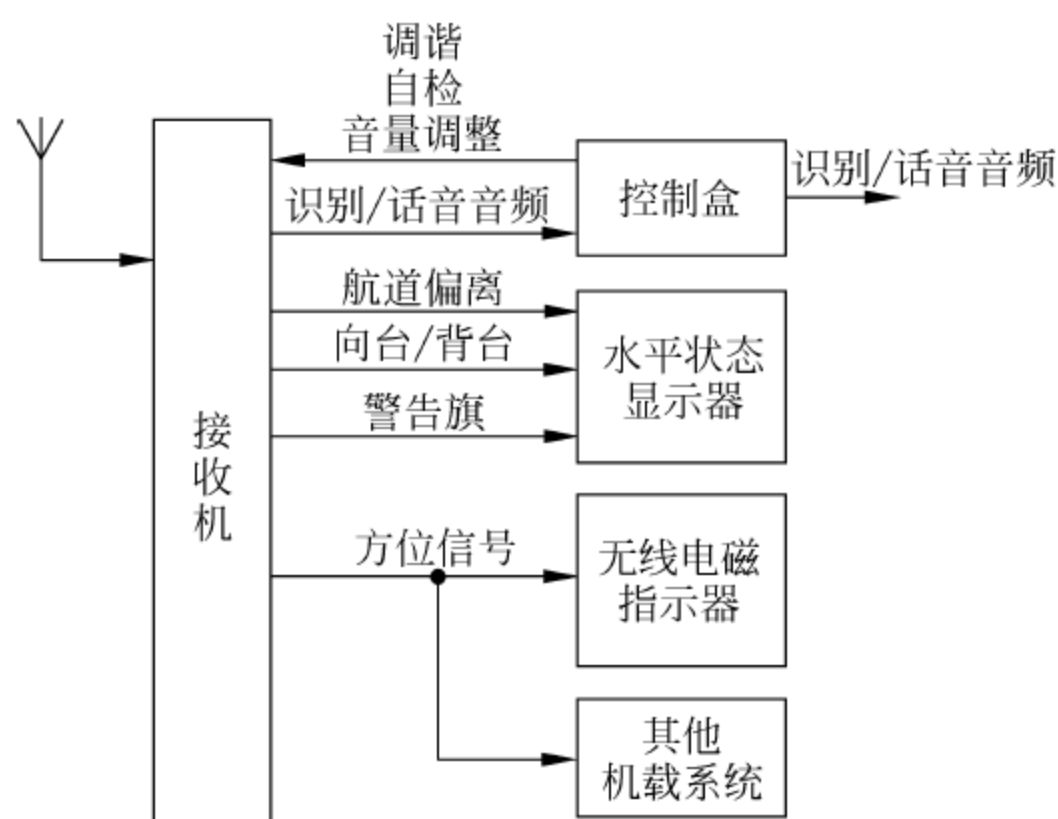 调谐
自检
音量调整
识别/话音音频
控制盒
识别/话音音频
航道偏离
向台/背台
警告旗
水平状态
显示器
接
收
机
方位信号
无线电磁
指示器
其他
机载系统